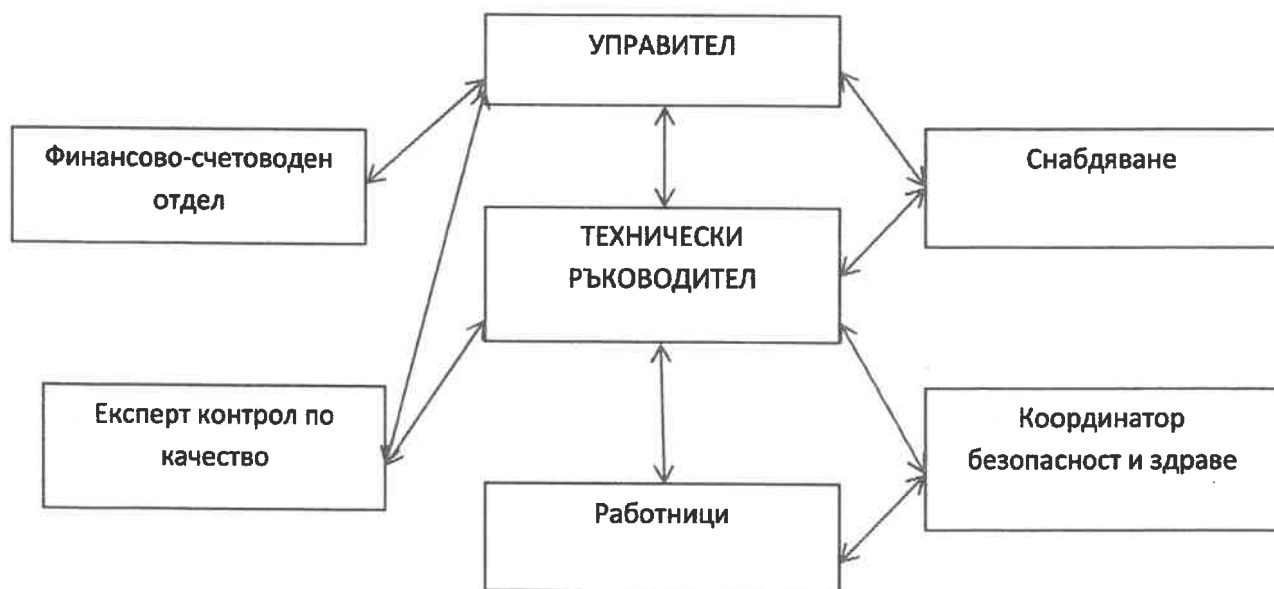 УПРАВИТЕЛ
Финансово-счетоводен
отдел
Снабдяване
ТЕХНИЧЕСКИ
РЪКОВОДИТЕЛ
Експерт контрол по
качество
Координатор
безопасност и здраве
Работници